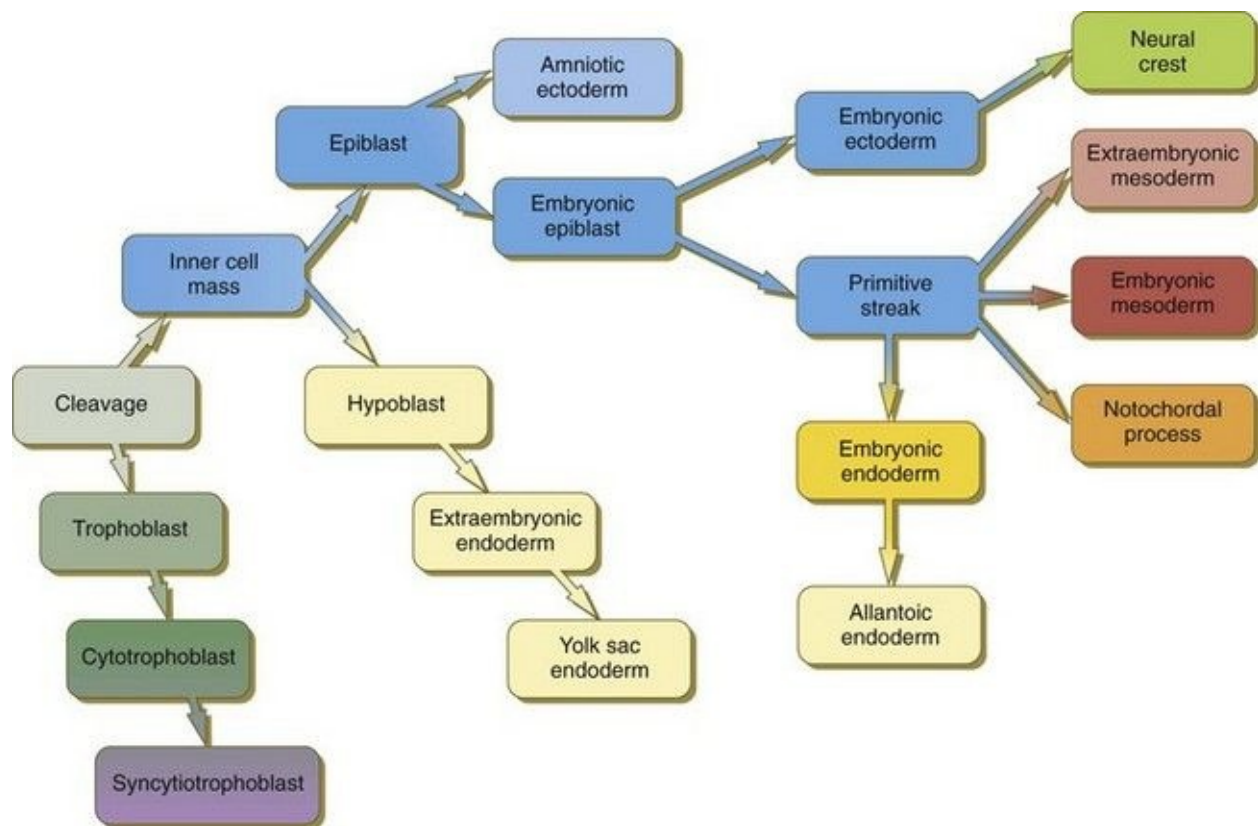 Neural
crest
Amniotic
ectoderm
Epiblast
Embryonic
ectoderm
Extraembryonic
mesoderm
Embryonic
epiblast
Inner cell
mass
Primitive
streak
Embryonic
mesoderm
Cleavage
Hypoblast
Notochordal
process
Embryonic
endoderm
Trophoblast
Extraembryonic
endoderm
Allantoic
endoderm
Cytotrophoblast
Yolk sac
endoderm
Syncytiotrophoblast